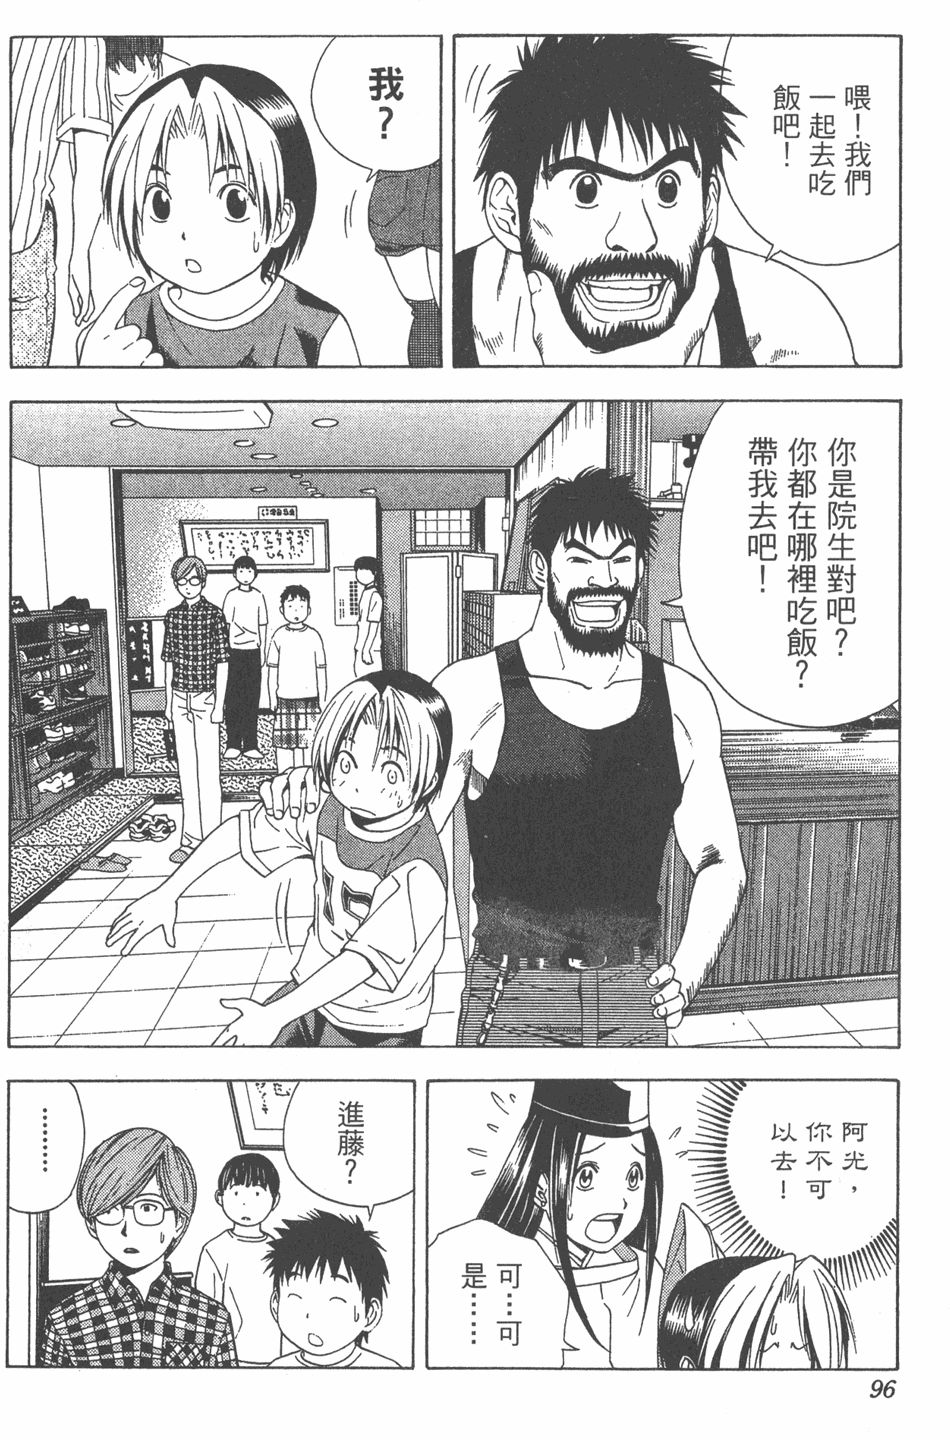 喂！我們
一起去吃
飯吧！
我？
你是院生對吧？
你都在哪裡吃飯？
帶我去吧！
阿光，
你不可
以去！
可…可
是……
進藤？
………
96